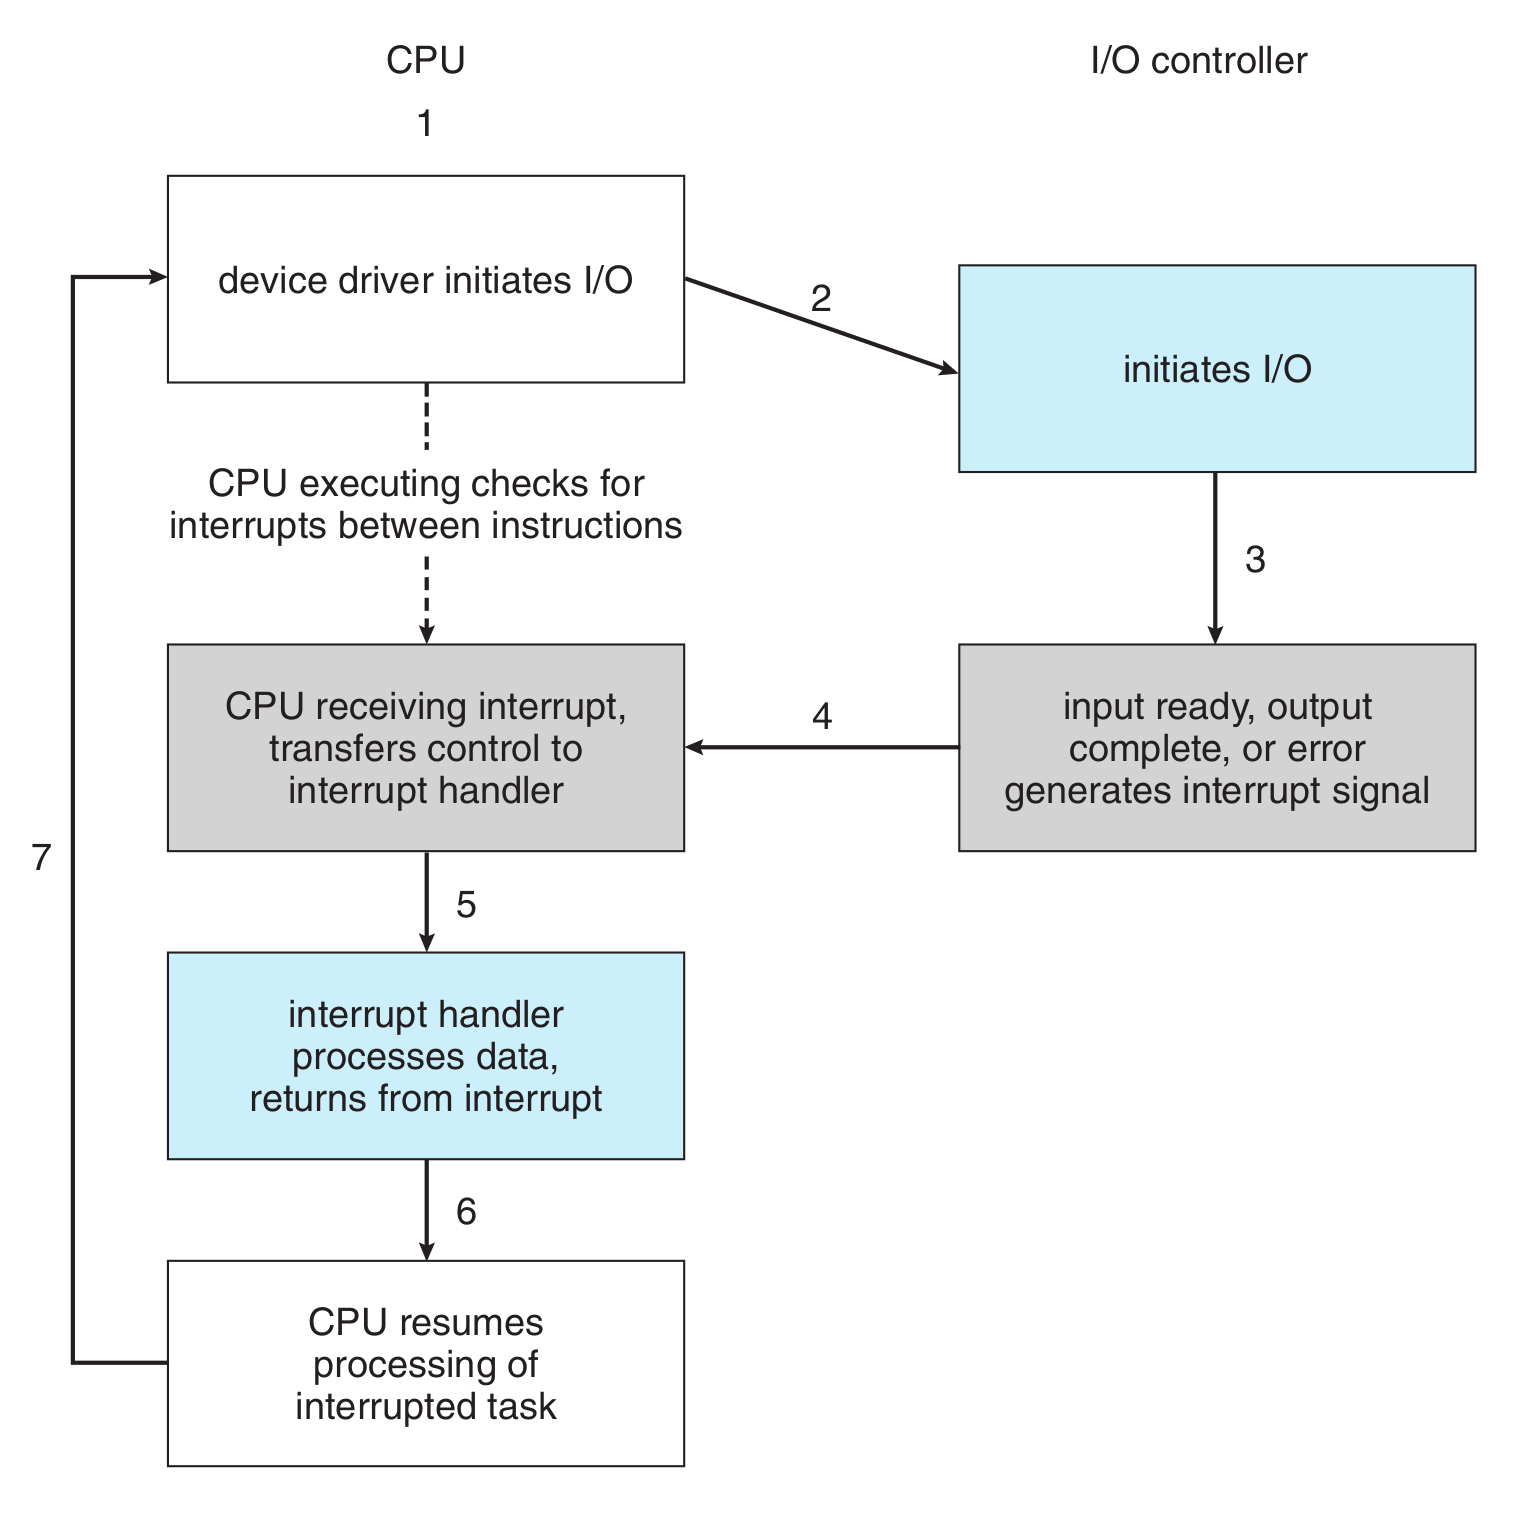 CPU
I/O controller
1
device driver initiates I/O
2
initiates I/O
CPU executing checks for
interrupts between instructions
3
CPU receiving interrupt,
transfers control to
interrupt handler
4
input ready, output
complete, or error
generates interrupt signal
7
5
interrupt handler
processes data,
returns from interrupt
6
CPU resumes
processing of
interrupted task